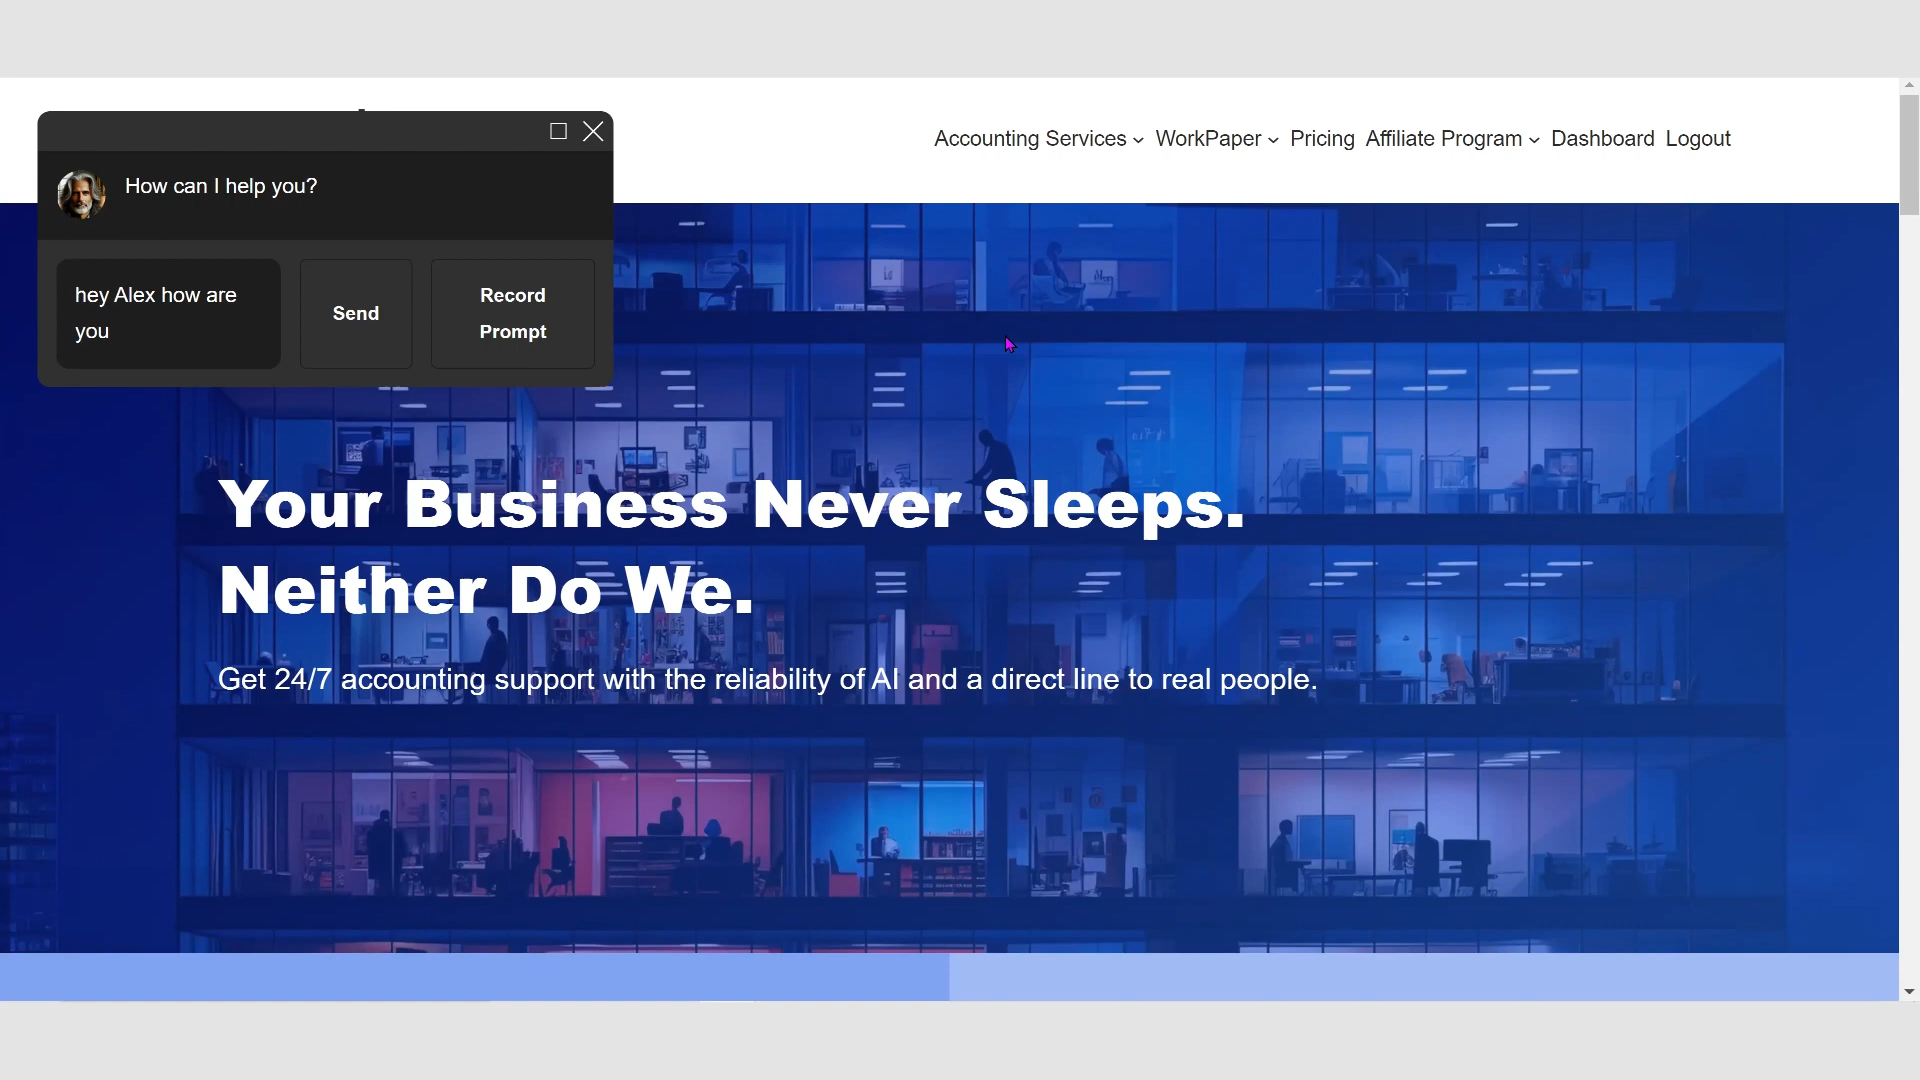 Accounting Services WorkPaper Pricing Affiliate Program Dashboard Logout
How can I help you?
hey Alex how are
you
Send
Record
Prompt
Your Business Never Sleeps.
Neither Do We.
Get 24/7 accounting support with the reliability of AI and a direct line to real people.